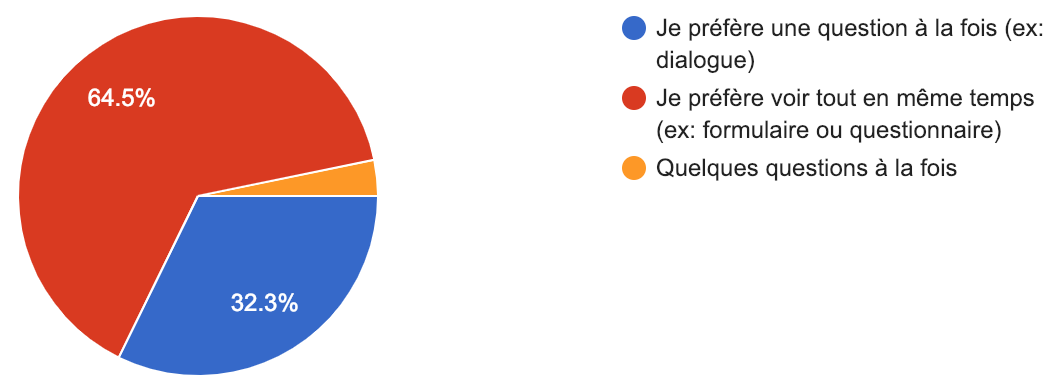 64.5%
32.3%
Je préfère une question à la fois (ex:
dialogue)
Je préfère voir tout en même temps
(ex: formulaire ou questionnaire)
Quelques questions à la fois